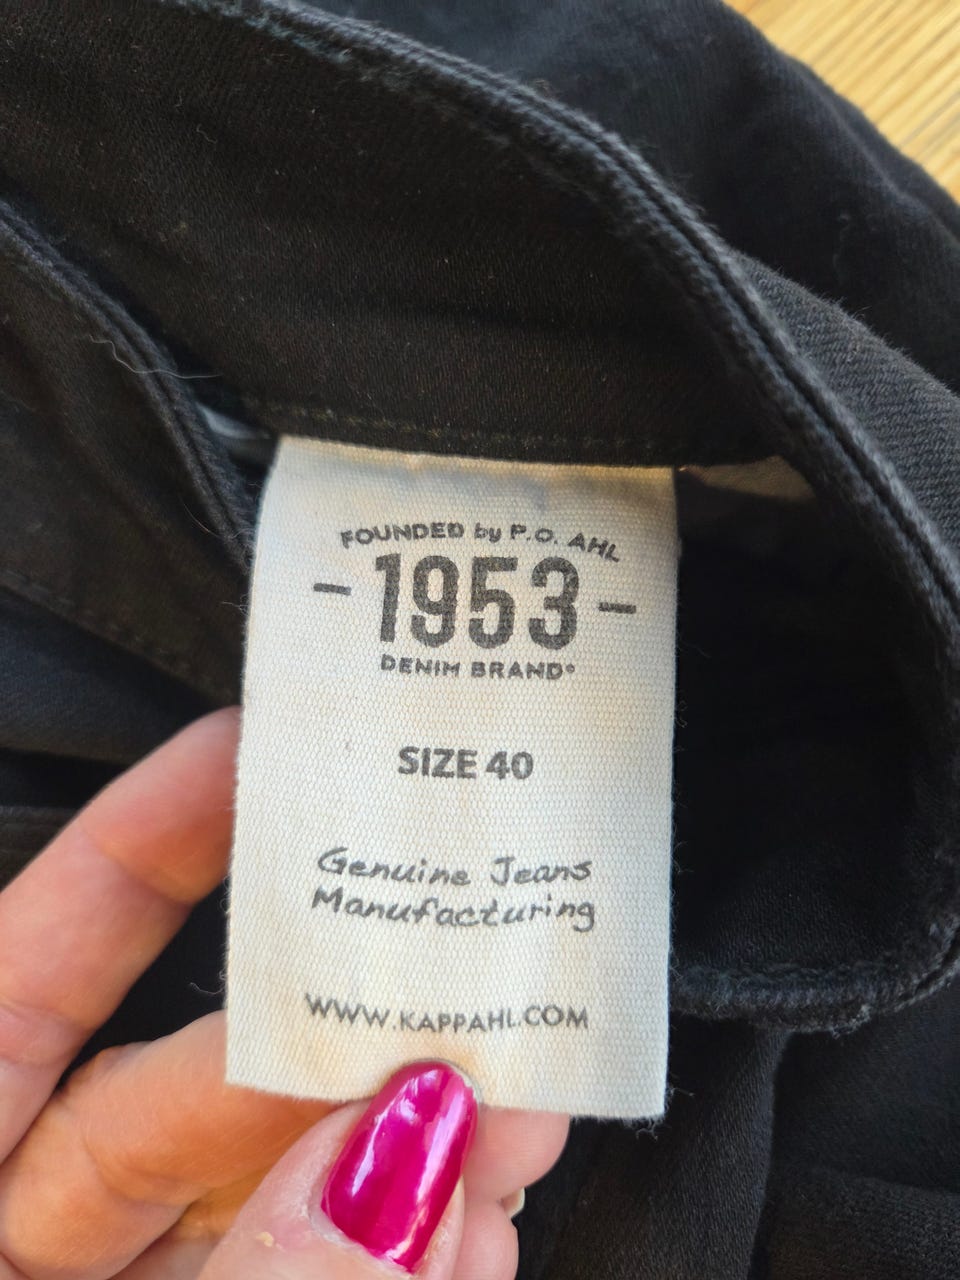 FOUNDED by P.O. AHL
- 1953 -
DENIM BRAND®
SIZE 40
Genuine Jeans
Manufacturing
WWW.KAPPAHL.COM